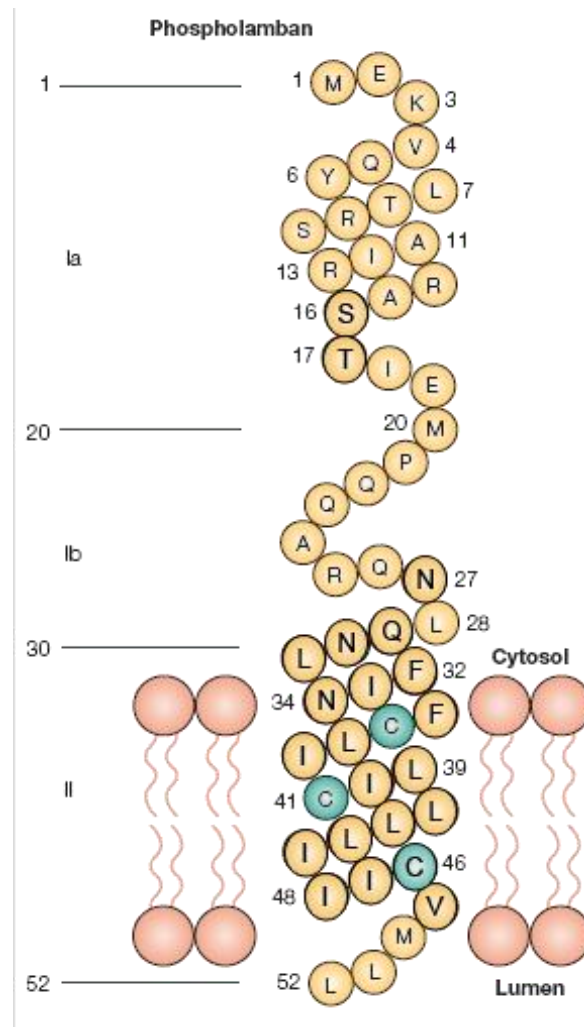 Phospholamban
1 1 M E
K 3
V 4
6 Y Q
L 7
S R T
A 11
Ia
13 R I
A R
16 S
17 T I E
20 20 M
P
Q Q
A
Ib
R Q N 27
L 28
L N Q
30 Cytosol
F 32
34 N I
C F
I L
L 39
II
41 C I
I L L L
C 46
48 I I
V
M
52 52 L L
Lumen